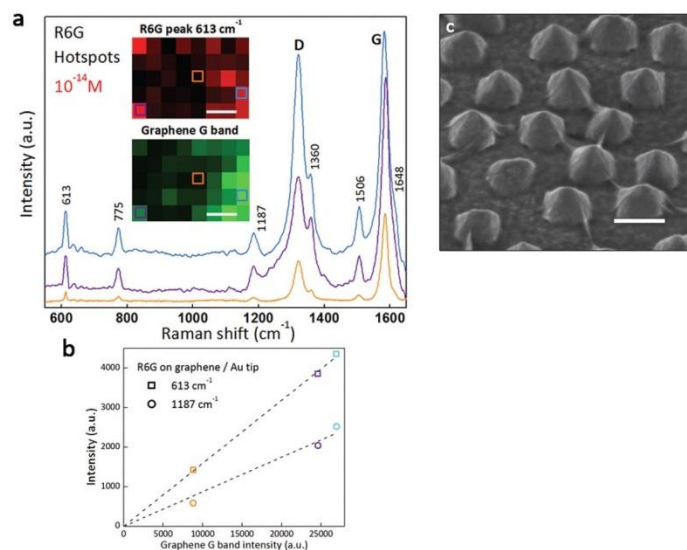 a
R6G
Hotspots
10⁻¹⁴M
R6G peak 613 cm⁻¹
Graphene G band
D
G
613
775
1187
1360
1506
1648
Intensity (a.u.)
600 800 1000 1200 1400 1600
Raman shift (cm⁻¹)
b
R6G on graphene / Au tip
613 cm⁻¹
1187 cm⁻¹
4000
3000
2000
1000
0
Intensity (a.u.)
0 5000 10000 15000 20000 25000
Graphene G band intensity (a.u.)
c